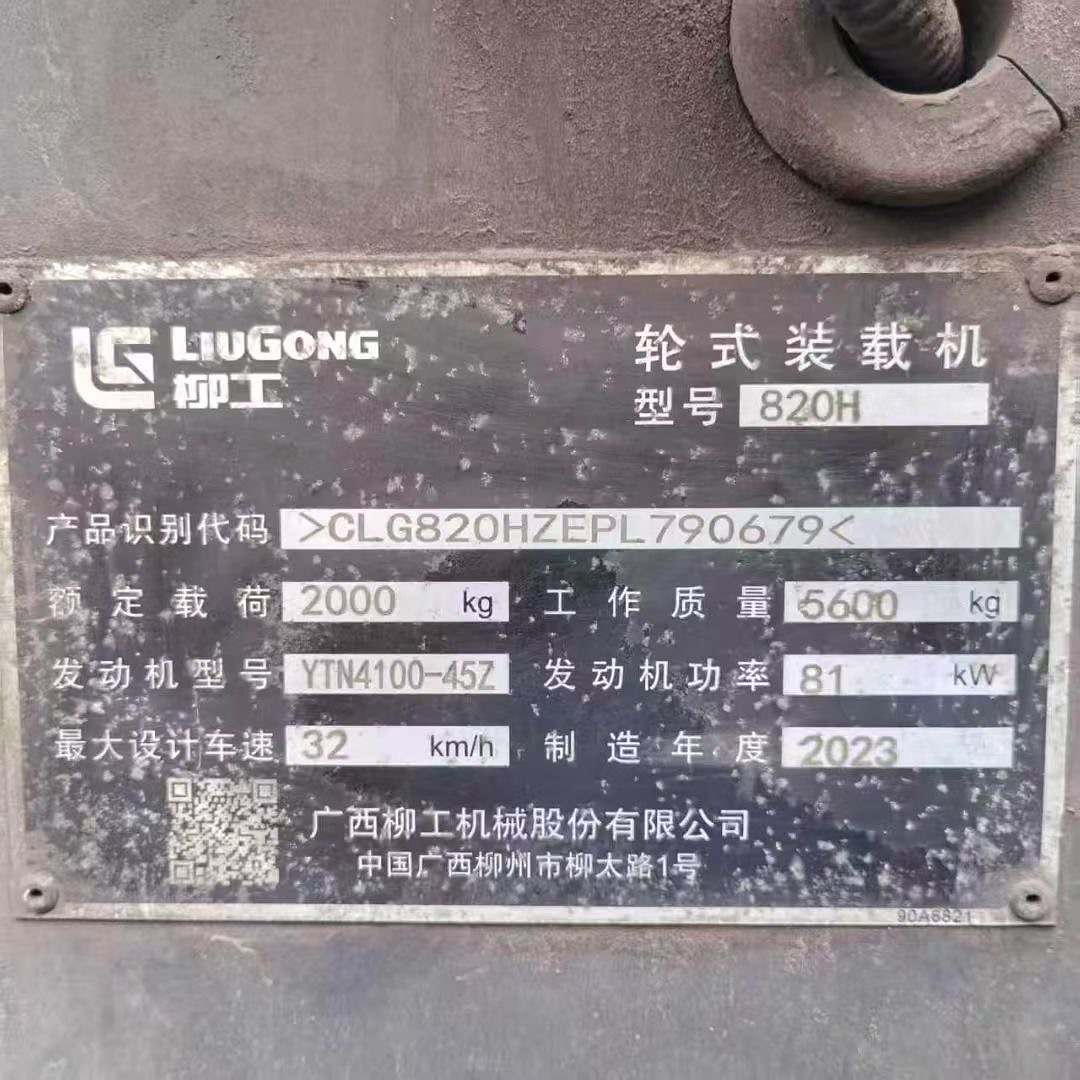 LG LIUGONG
柳工
轮式装载机
型号 820H
产品识别代码 >CLG820HZEPL790679<
额定载荷 2000 kg 工作质量 5600 kg
发动机型号 YTN4100-45Z 发动机功率 81 kW
最大设计车速 32 km/h 制造年度 2023
广西柳工机械股份有限公司
中国广西柳州市柳太路1号
90A6821